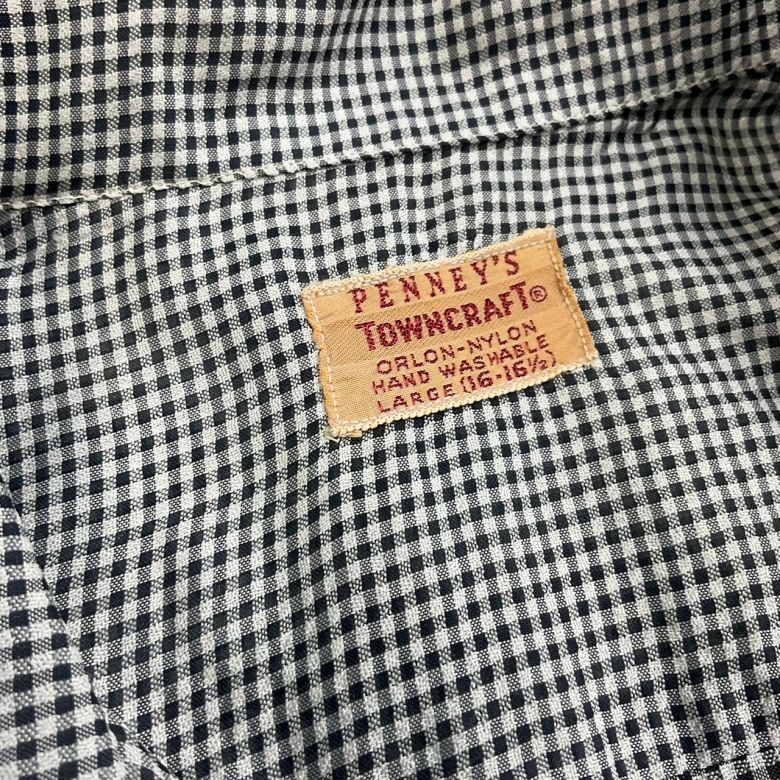 PENNEY'S
TOWNCRAFT®
ORLON-NYLON
HAND WASHABLE
LARGE (16-16½)